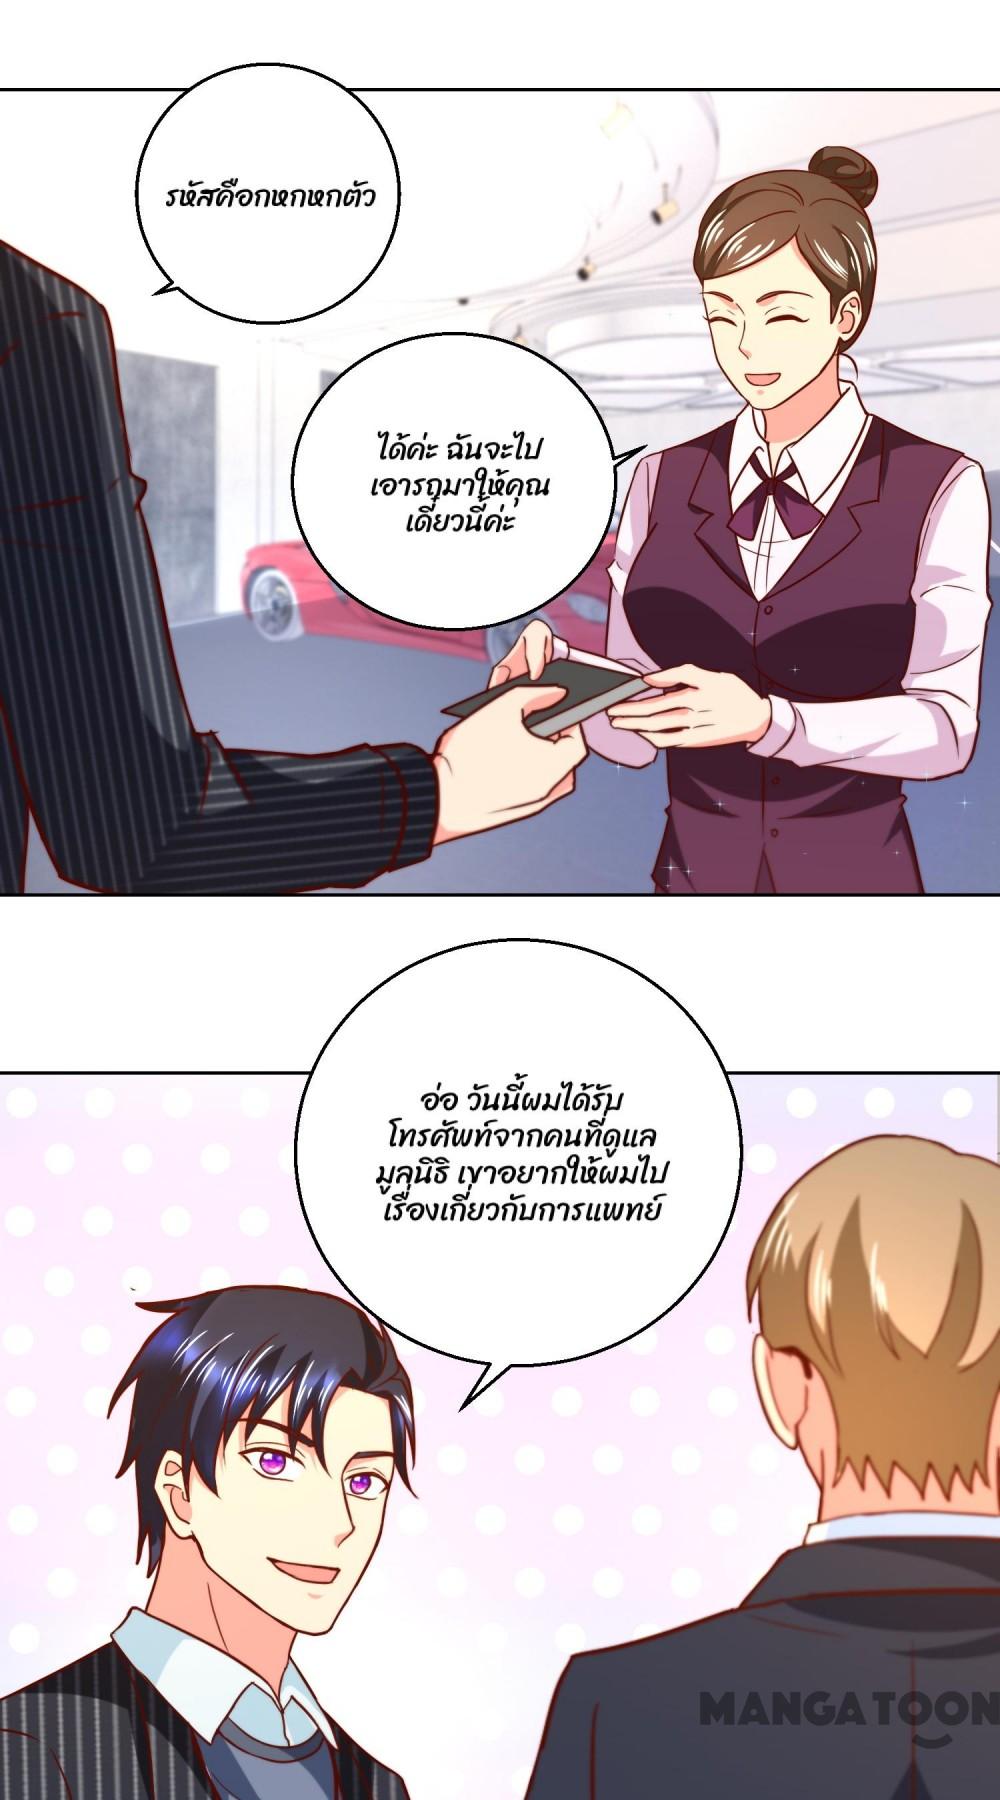 รหัสคือกหกหกตัว
ได้ค่ะ ฉันจะไป
เอารถมาให้คุณ
เดี๋ยวนี้ค่ะ
อ่อ วันนี้ผมได้รับ
โทรศัพท์จากคนที่ดูแล
มูลนิธิ เขาอยากให้ผมไป
เรื่องเกี่ยวกับการแพทย์
MANGATOON